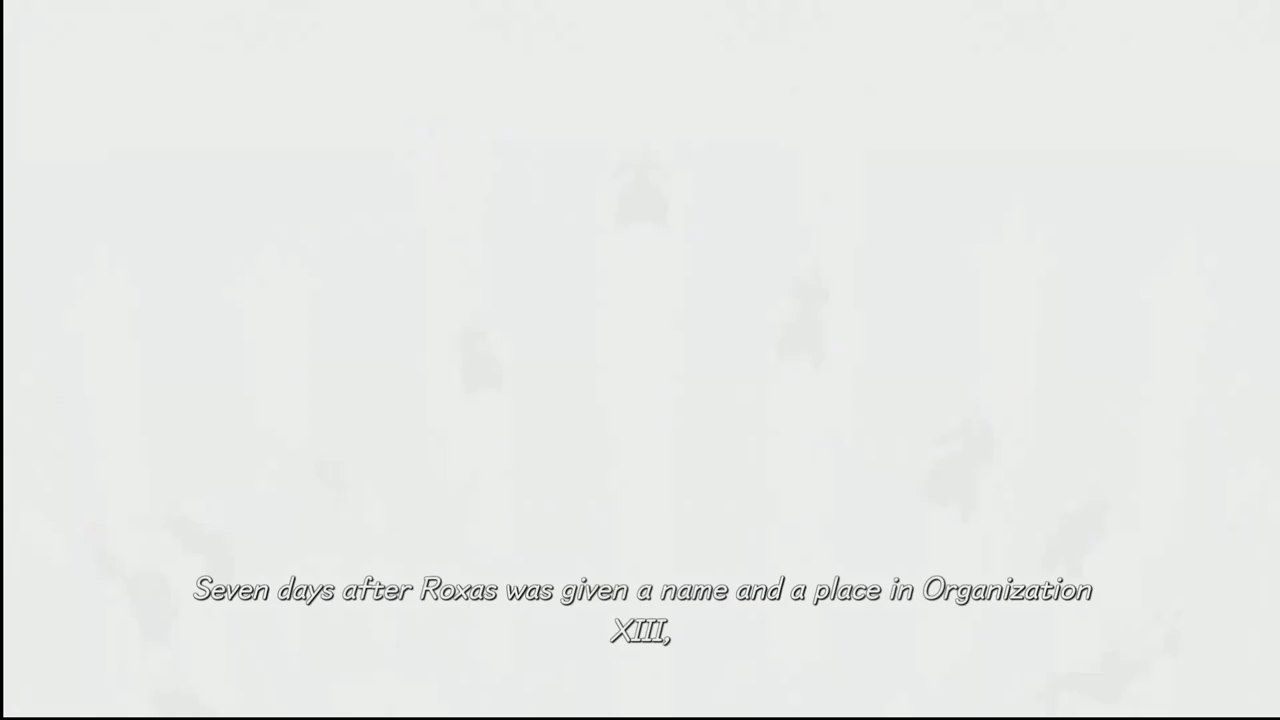 Seven days after Roxas was given a name and a place in Organization
XIII,